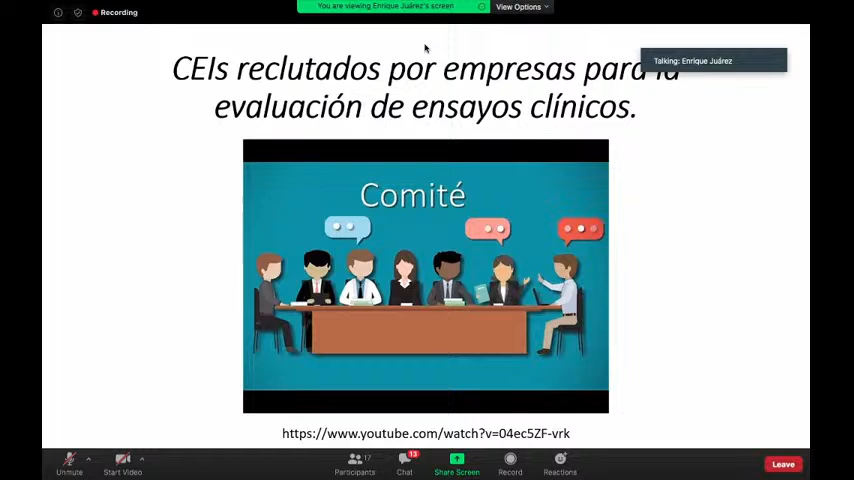 Recording
You are viewing Enrique Juárez's screen
View Options
Talking: Enrique Juárez
CEIs reclutados por empresas para la
evaluación de ensayos clínicos.
Comité
https://www.youtube.com/watch?v=04ec5ZF-vrk
Unmute
Start Video
Participants
17
Chat
13
Share Screen
Record
Reactions
Leave